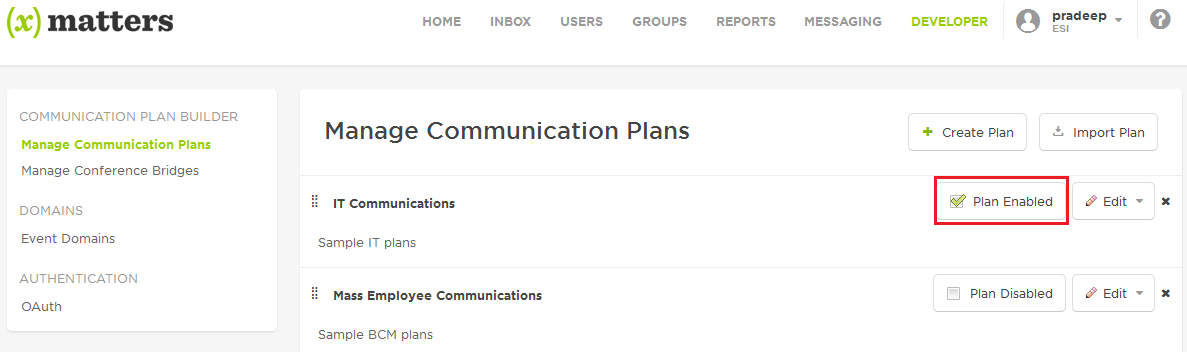 (x) matters
HOME INBOX USERS GROUPS REPORTS MESSAGING DEVELOPER pradeep
ESI
?
COMMUNICATION PLAN BUILDER
Manage Communication Plans
Manage Conference Bridges
DOMAINS
Event Domains
AUTHENTICATION
OAuth
Manage Communication Plans
Create Plan
Import Plan
IT Communications
Plan Enabled
Edit
Sample IT plans
Mass Employee Communications
Plan Disabled
Edit
Sample BCM plans